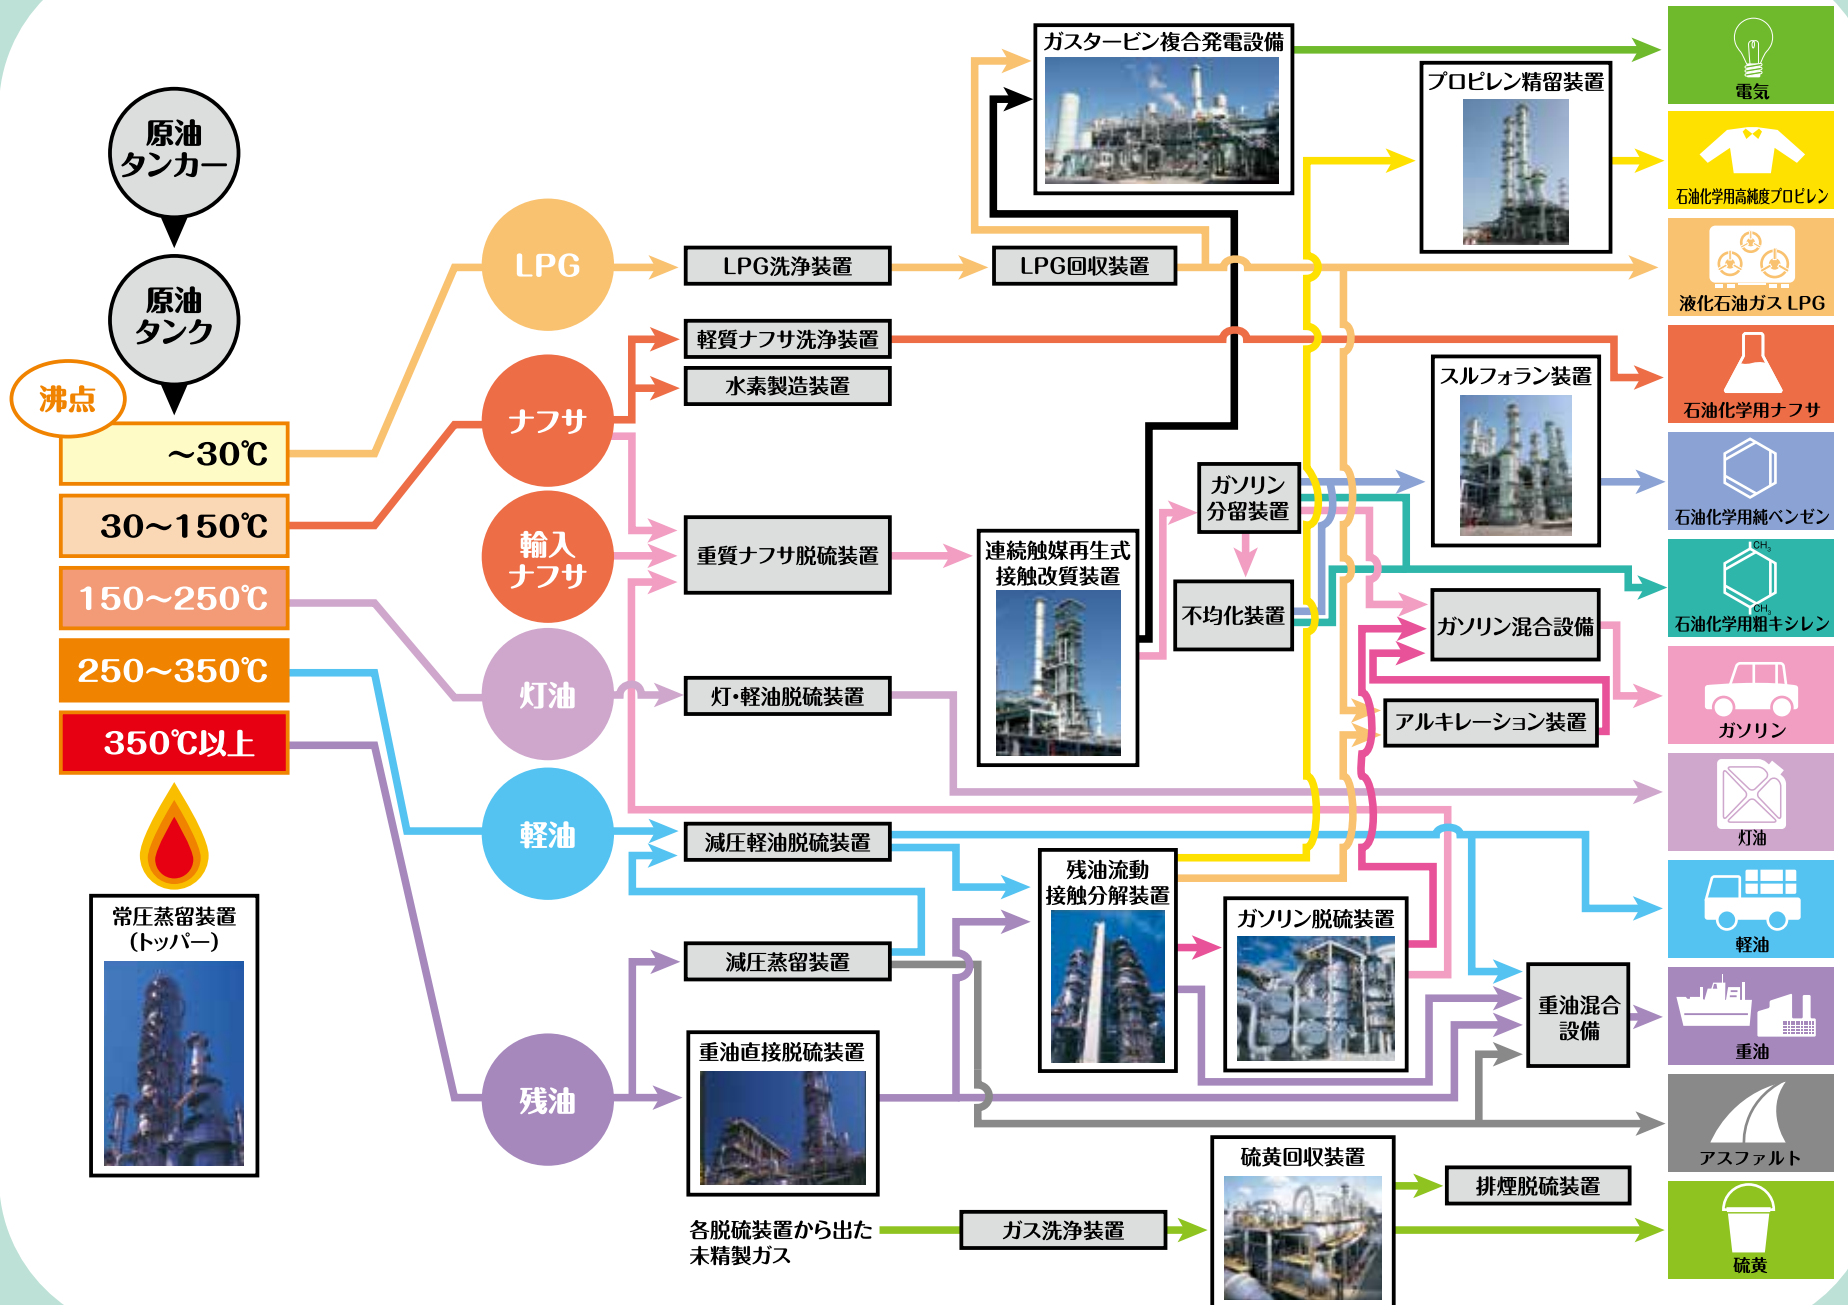 原油
タンカー
原油
タンク
沸点
～30℃
30～150℃
150～250℃
250～350℃
350℃以上
常圧蒸留装置
(トッパー)
LPG
ナフサ
輸入
ナフサ
灯油
軽油
残油
LPG洗浄装置
LPG回収装置
軽質ナフサ洗浄装置
水素製造装置
重質ナフサ脱硫装置
灯・軽油脱硫装置
減圧軽油脱硫装置
減圧蒸留装置
重油直接脱硫装置
各脱硫装置から出た
未精製ガス
ガス洗浄装置
連続触媒再生式
接触改質装置
残油流動
接触分解装置
ガソリン脱硫装置
硫黄回収装置
排煙脱硫装置
ガスタービン複合発電設備
プロピレン精留装置
スルフォラン装置
ガソリン
分留装置
不均化装置
ガソリン混合設備
アルキレーション装置
重油混合
設備
電気
石油化学用高純度プロピレン
液化石油ガス LPG
石油化学用ナフサ
石油化学用純ベンゼン
CH3
CH3
石油化学用粗キシレン
ガソリン
灯油
軽油
重油
アスファルト
硫黄